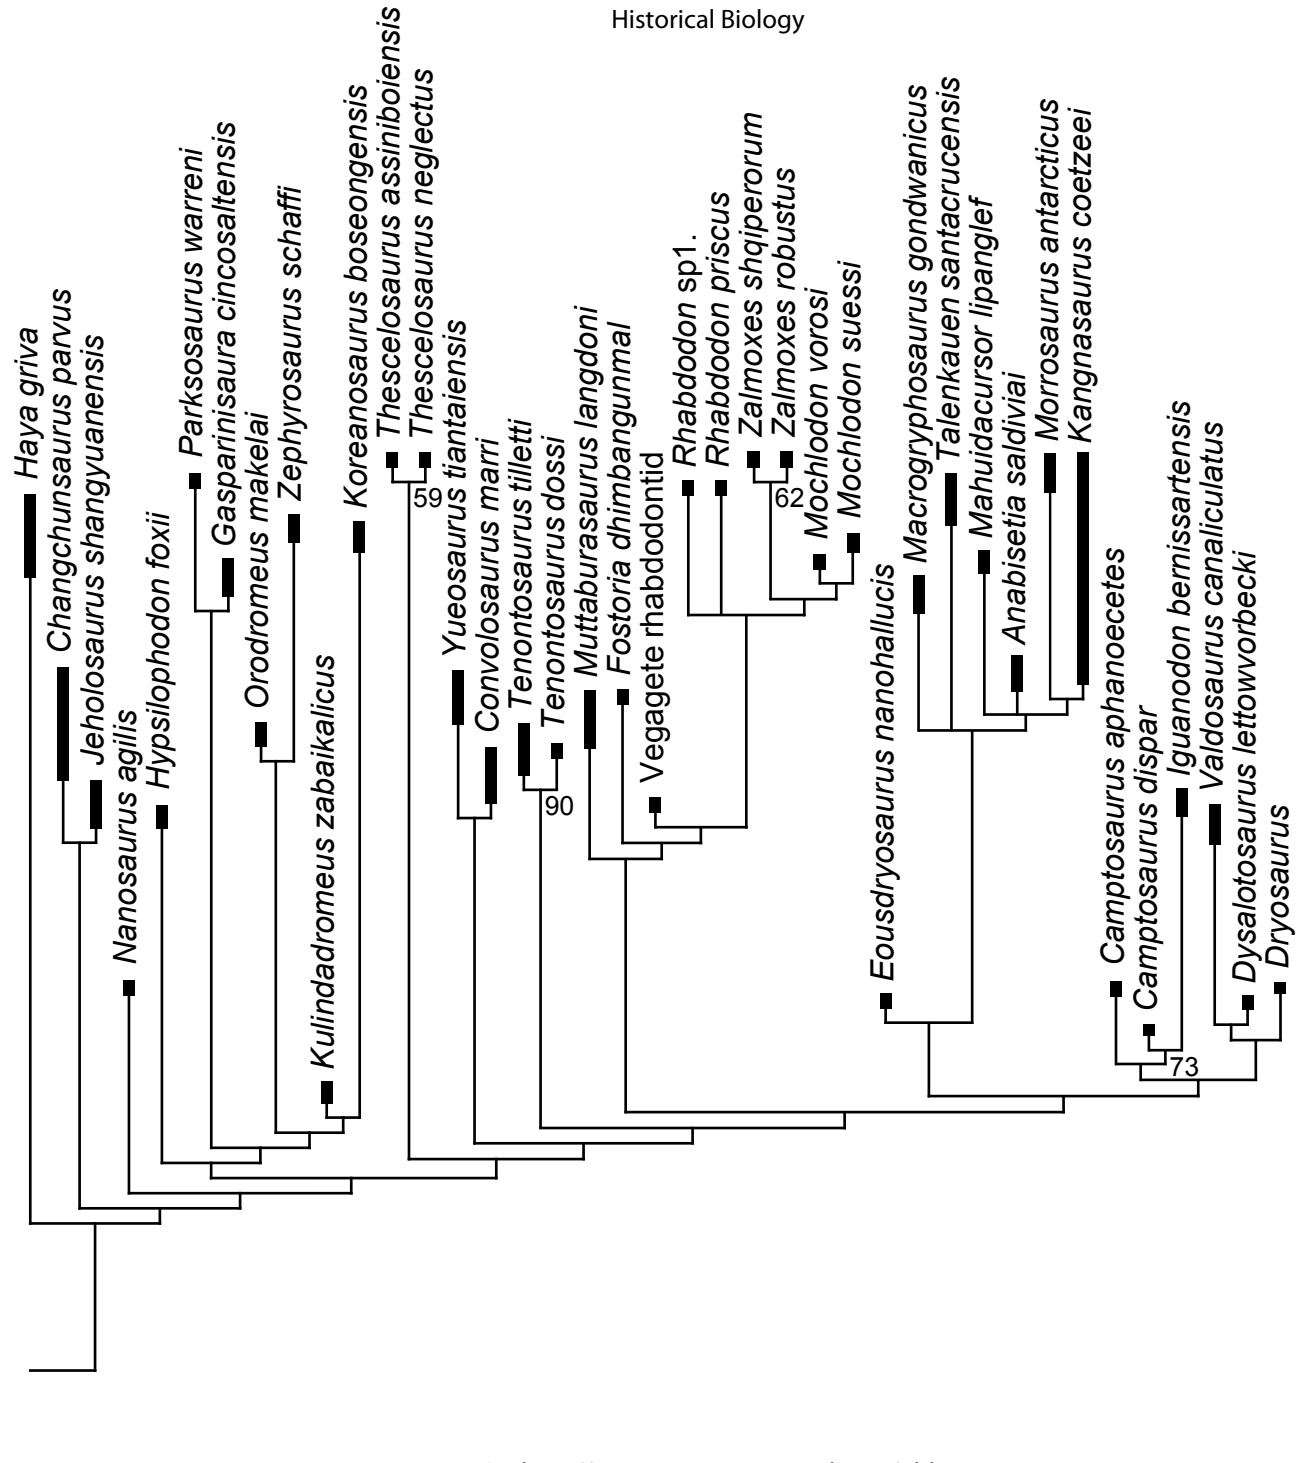 Historical Biology
Haya griva
Changchunsaurus parvus
Jeholosaurus shangyuanensis
Nanosaurus agilis
Hypsilophodon foxii
Parksosaurus warreni
Gasparinisaura cincosaltensis
Orodromeus makelai
Zephyrosaurus schaffi
Kulindadromeus zabaikalicus
Koreanosaurus boseongensis
Thescelosaurus assiniboiensis
Thescelosaurus neglectus
59
Yueosaurus tiantaiensis
Convolosaurus marri
Tenontosaurus tilletti
Tenontosaurus dossi
90
Muttaburasaurus langdoni
Fostoria dhimbangunmal
Vegagete rhabdodontid
Rhabdodon sp1.
Rhabdodon priscus
Zalmoxes shqiperorum
Zalmoxes robustus
62
Mochlodon vorosi
Mochlodon suessi
Eousdryosaurus nanohallucis
Macrogryphosaurus gondwanicus
Talenkauen santacrucensis
Mahuidacursor lipanglef
Anabisetia saldiviai
Morrosaurus antarcticus
Kangnasaurus coetzeei
Camptosaurus aphanoecetes
Camptosaurus dispar
Iguanodon bernissartensis
73
Valdosaurus canaliculatus
Dysalotosaurus lettowvorbecki
Dryosaurus